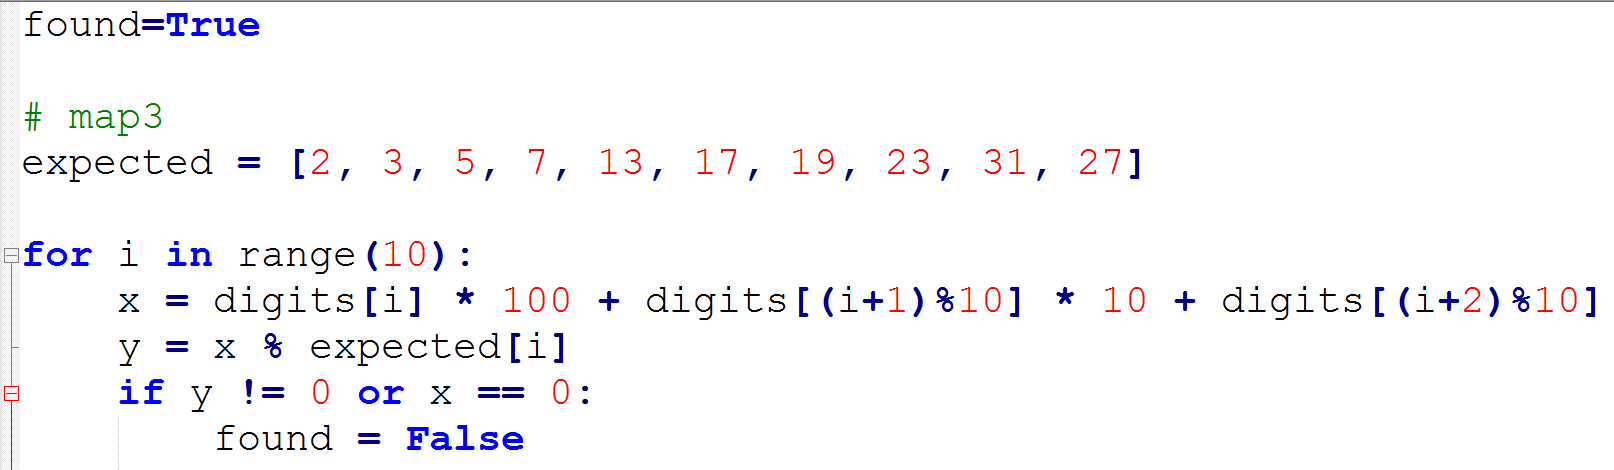 found=True
# map3
expected = [2, 3, 5, 7, 13, 17, 19, 23, 31, 27]
for i in range(10):
x = digits[i] * 100 + digits[(i+1)%10] * 10 + digits[(i+2)%10]
y = x % expected[i]
if y != 0 or x == 0:
found = False